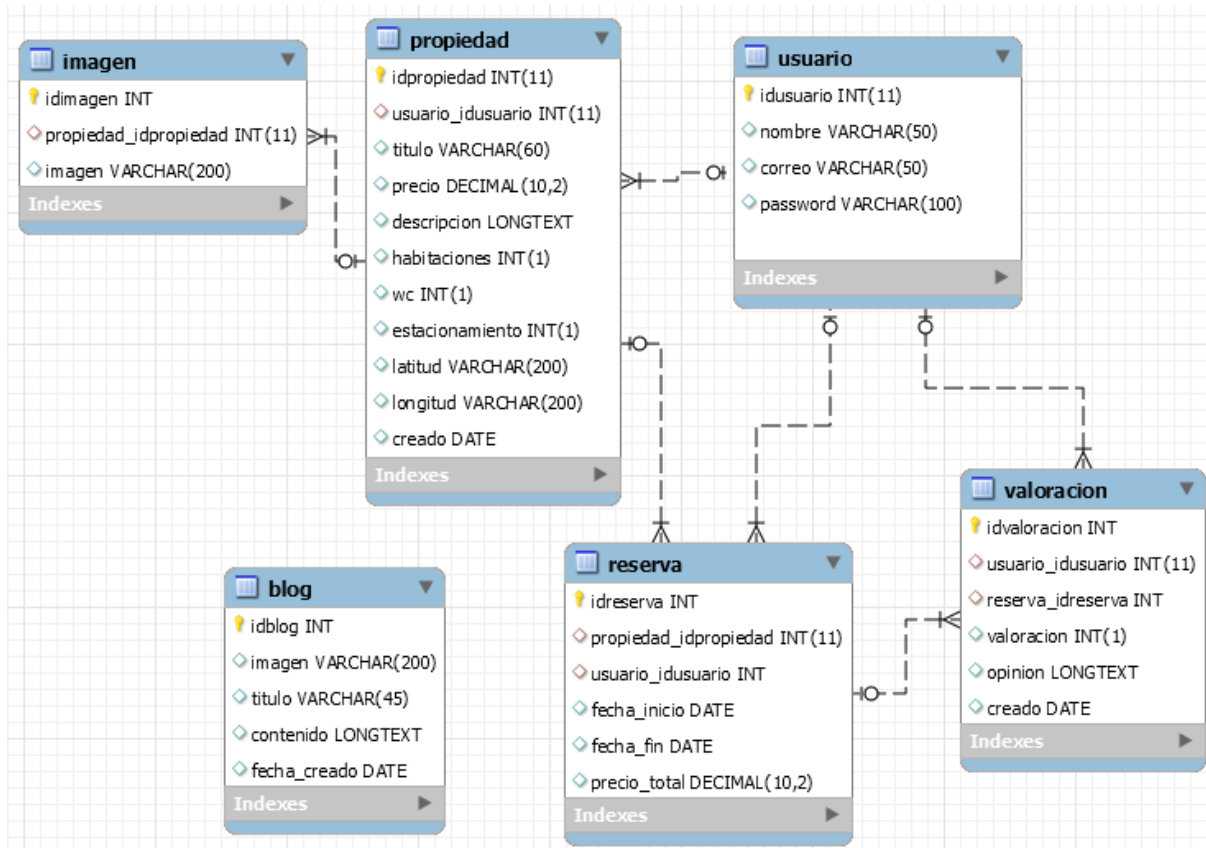 imagen
idimagen INT
propiedad_idpropiedad INT(11)
imagen VARCHAR(200)
Indexes
propiedad
idpropiedad INT(11)
usuario_idusuario INT(11)
titulo VARCHAR(60)
precio DECIMAL(10,2)
descripcion LONGTEXT
habitaciones INT(1)
wc INT(1)
estacionamiento INT(1)
latitud VARCHAR(200)
longitud VARCHAR(200)
creado DATE
Indexes
usuario
idusuario INT(11)
nombre VARCHAR(50)
correo VARCHAR(50)
password VARCHAR(100)
Indexes
blog
idblog INT
imagen VARCHAR(200)
titulo VARCHAR(45)
contenido LONGTEXT
fecha_creado DATE
Indexes
reserva
idreserva INT
propiedad_idpropiedad INT(11)
usuario_idusuario INT
fecha_inicio DATE
fecha_fin DATE
precio_total DECIMAL(10,2)
Indexes
valoracion
idvaloracion INT
usuario_idusuario INT(11)
reserva_idreserva INT
valoracion INT(1)
opinion LONGTEXT
creado DATE
Indexes